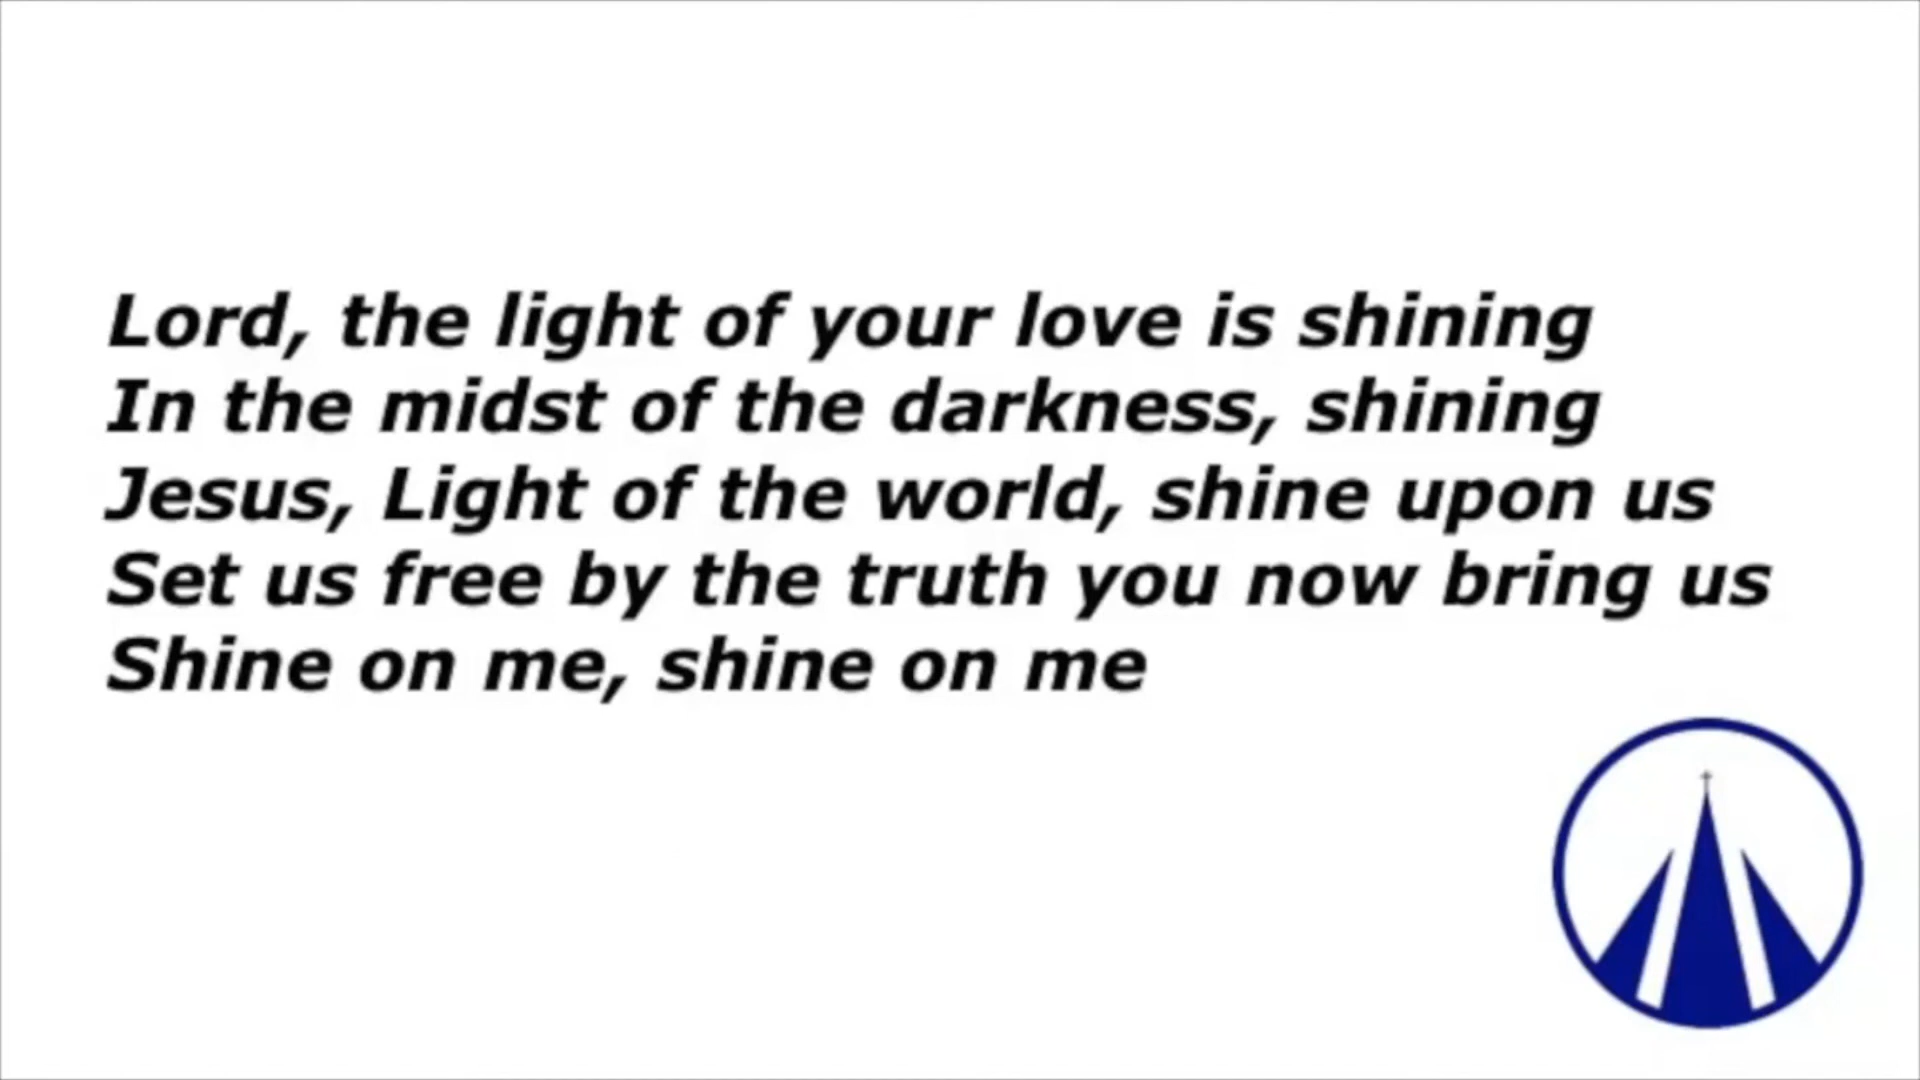 Lord, the light of your love is shining
In the midst of the darkness, shining
Jesus, Light of the world, shine upon us
Set us free by the truth you now bring us
Shine on me, shine on me